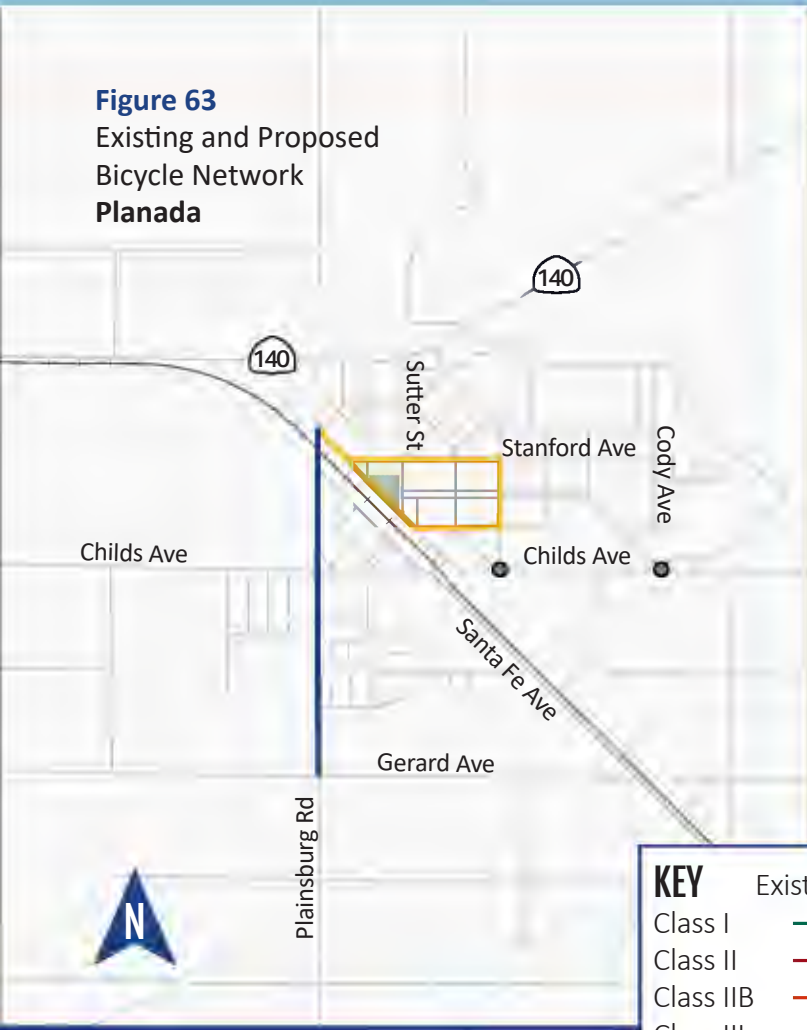 Figure 63
Existing and Proposed
Bicycle Network
Planada
140
140
Sutter St
Stanford Ave
Cody Ave
Childs Ave
Childs Ave
Santa Fe Ave
Gerard Ave
Plainsburg Rd
N
KEY Exist
Class I
Class II
Class IIB